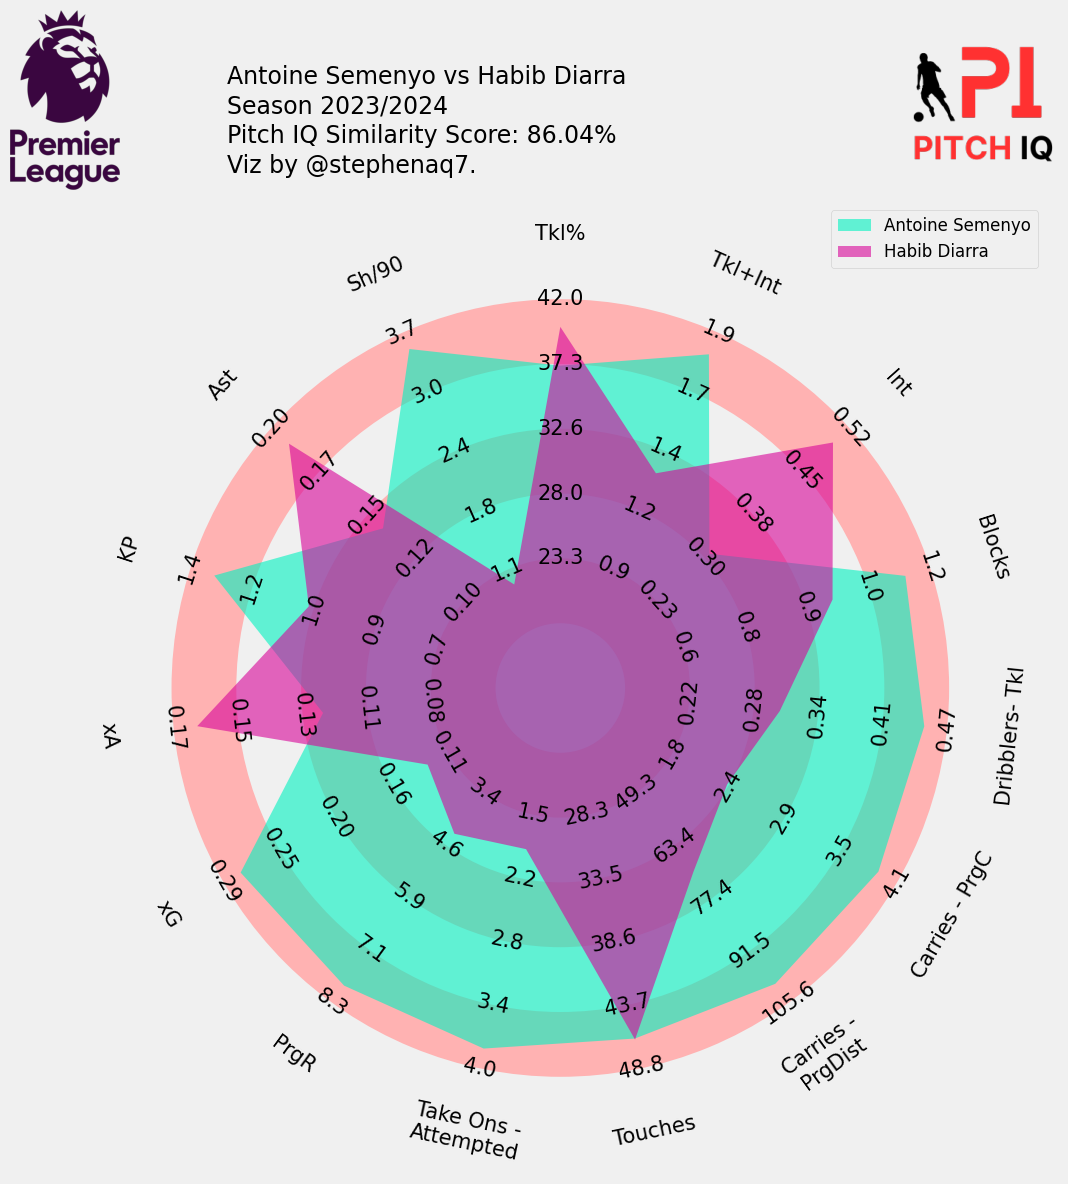 Premier
League
Antoine Semenyo vs Habib Diarra
Season 2023/2024
Pitch IQ Similarity Score: 86.04%
Viz by @stephenaq7.
PI
PITCH IQ
Antoine Semenyo
Habib Diarra
Tkl%
42.0
37.3
32.6
28.0
23.3
Tkl+Int
1.9
1.7
1.4
1.2
0.9
Int
0.52
0.45
0.38
0.30
0.23
Blocks
1.2
1.0
0.9
0.8
0.6
Dribblers- Tkl
0.47
0.41
0.34
0.28
0.22
Carries - PrgC
4.1
3.5
2.9
2.4
1.8
Carries -
PrgDist
105.6
91.5
77.4
63.4
49.3
Touches
48.8
43.7
38.6
33.5
28.3
Take Ons -
Attempted
4.0
3.4
2.8
2.2
1.5
PrgR
8.3
7.1
5.9
4.6
3.4
xG
0.29
0.25
0.20
0.16
0.11
xA
0.17
0.15
0.13
0.11
0.08
KP
1.4
1.2
1.0
0.9
0.7
Ast
0.20
0.17
0.15
0.12
0.10
Sh/90
3.7
3.0
2.4
1.8
1.1